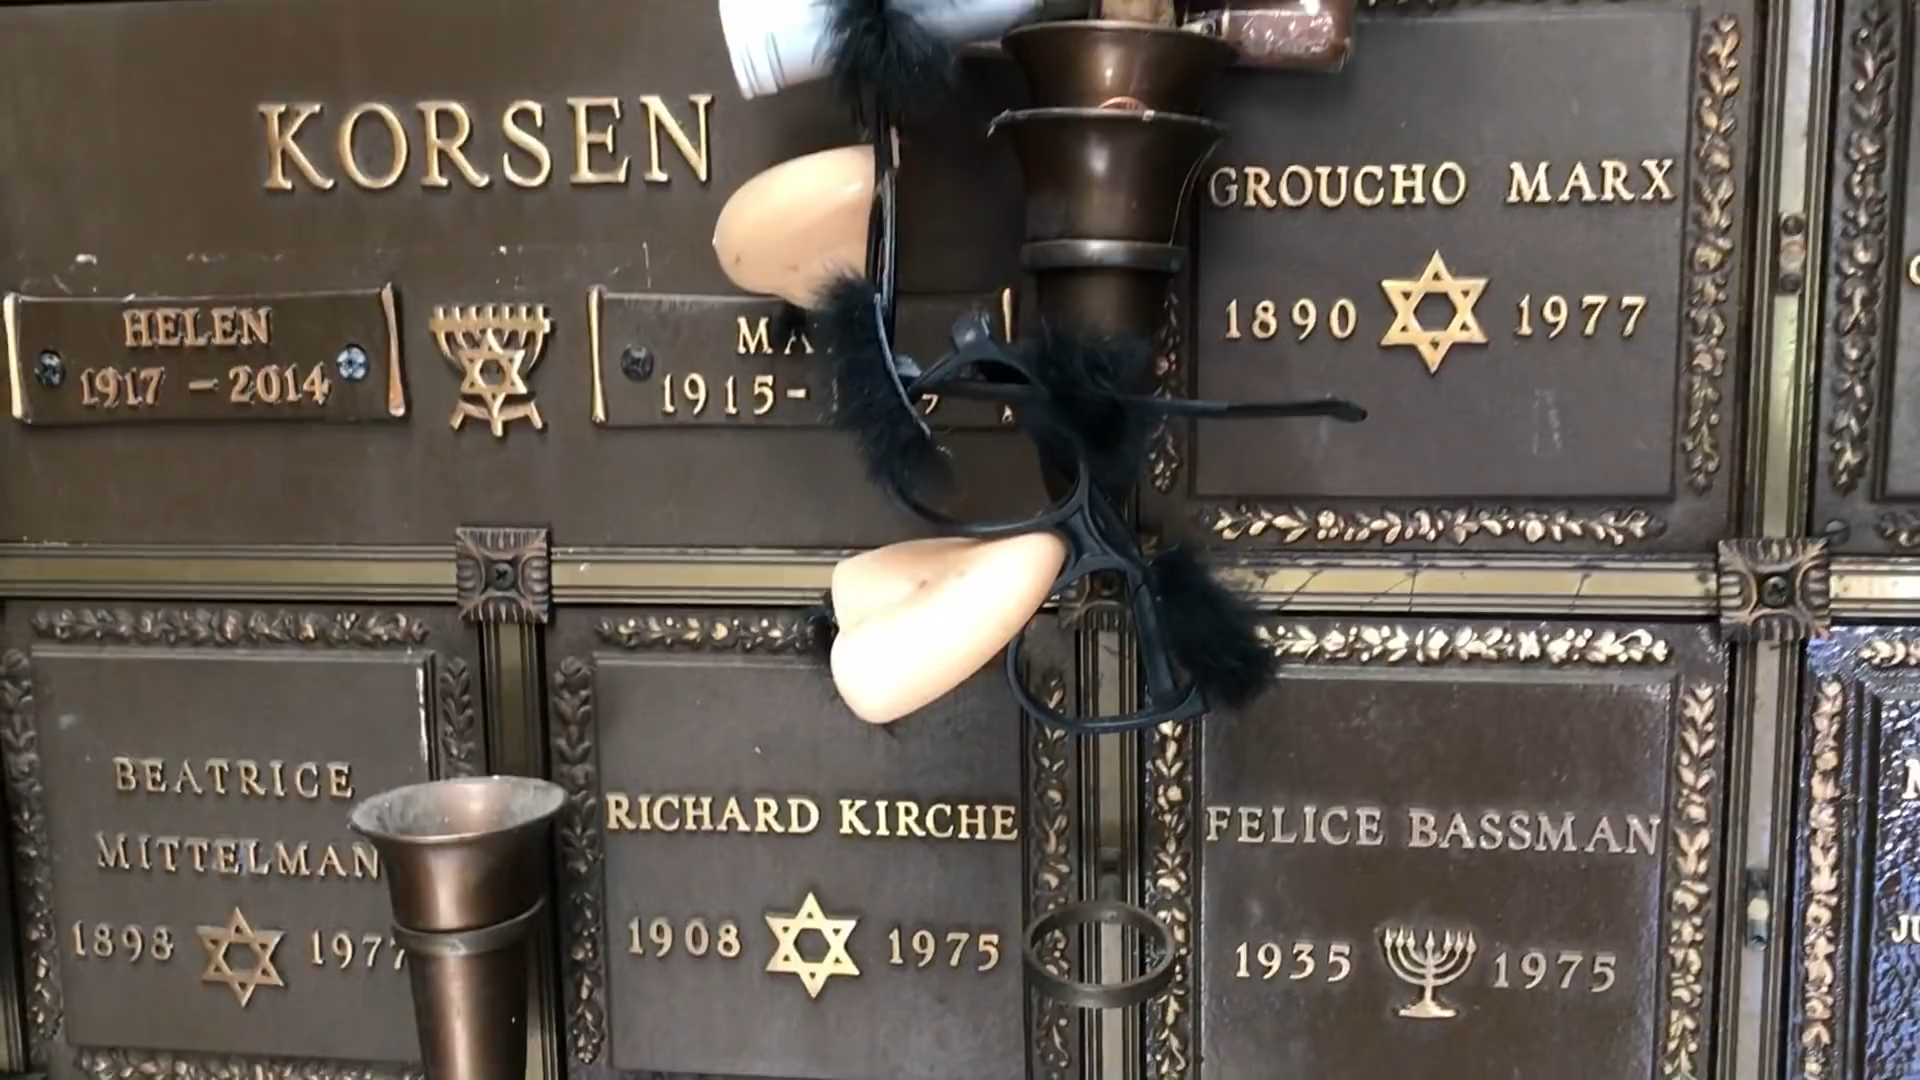 KORSEN
HELEN
1917 - 2014
1915-
GROUCHO MARX
1890 1977
BEATRICE
MITTELMAN
1898 1977
RICHARD KIRCHE
1908 1975
FELICE BASSMAN
1935 1975